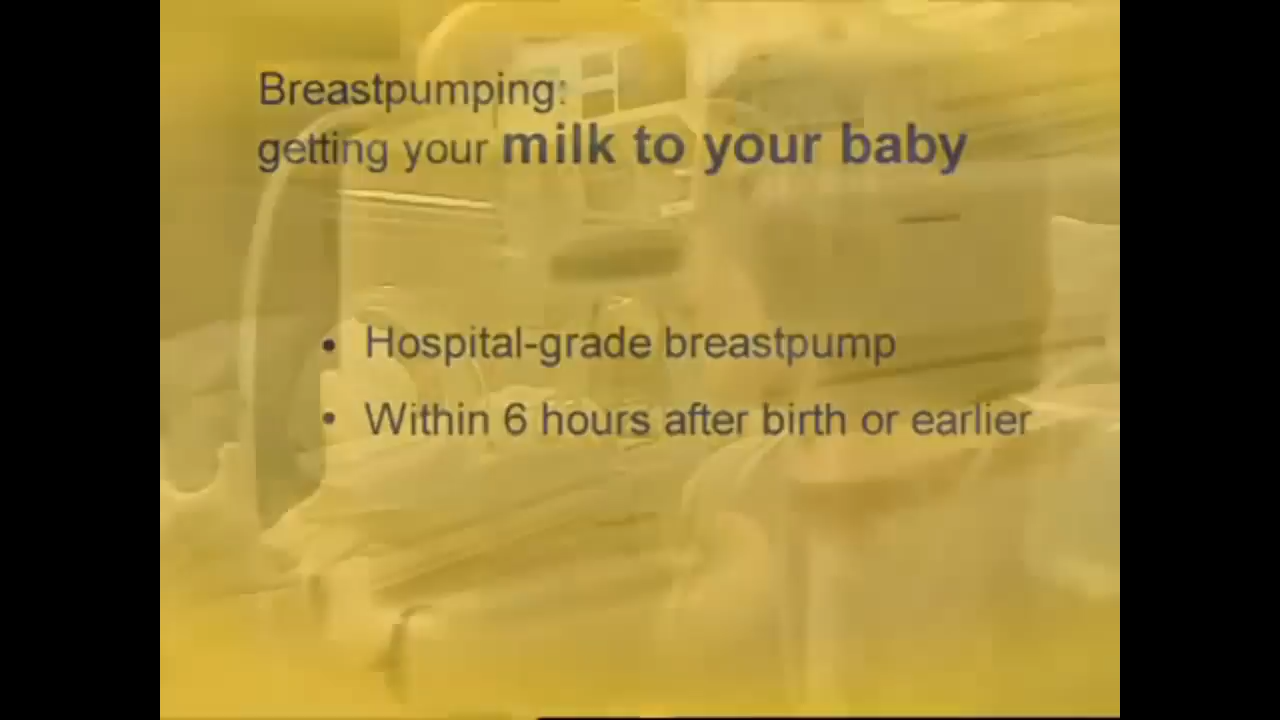 Breastpumping:
getting your milk to your baby
• Hospital-grade breastpump
• Within 6 hours after birth or earlier